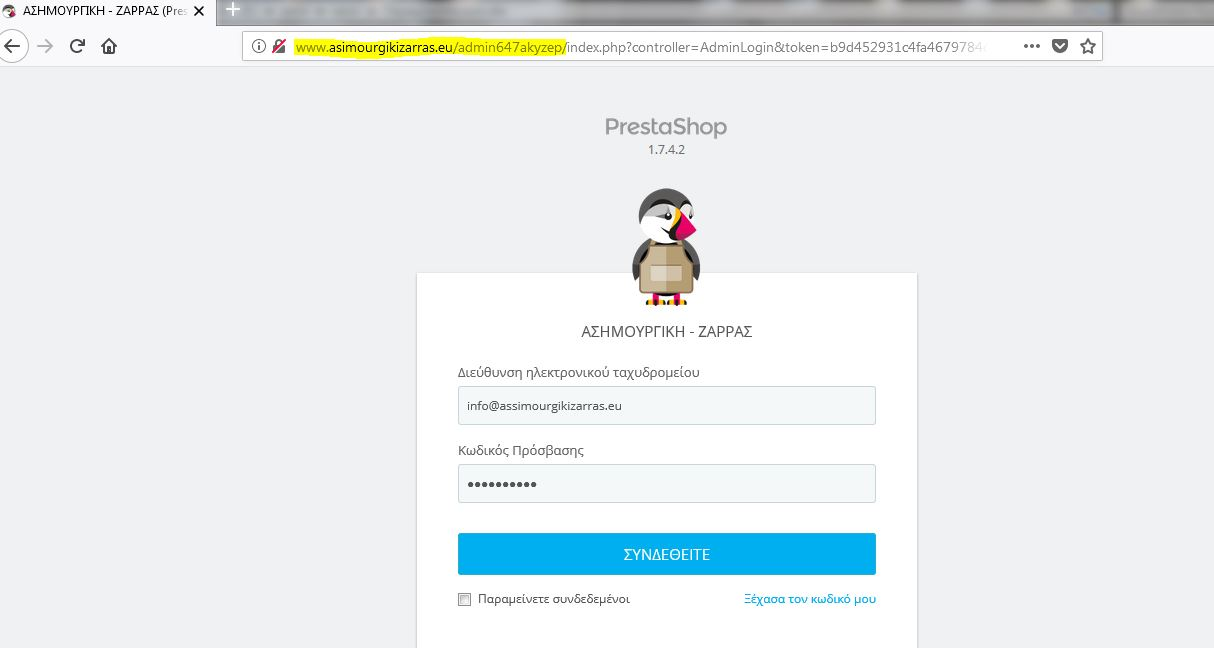 ΑΣΗΜΟΥΡΓΙΚΗ - ΖΑΡΡΑΣ (Pres
www.asimourgikizarras.eu/admin647akyzep/index.php?controller=AdminLogin&token=b9d452931c4fa4679784
PrestaShop
1.7.4.2
ΑΣΗΜΟΥΡΓΙΚΗ - ΖΑΡΡΑΣ
Διεύθυνση ηλεκτρονικού ταχυδρομείου
info@assimourgikizarras.eu
Κωδικός Πρόσβασης
••••••••••
ΣΥΝΔΕΘΕΙΤΕ
Παραμείνετε συνδεδεμένοι
Ξέχασα τον κωδικό μου